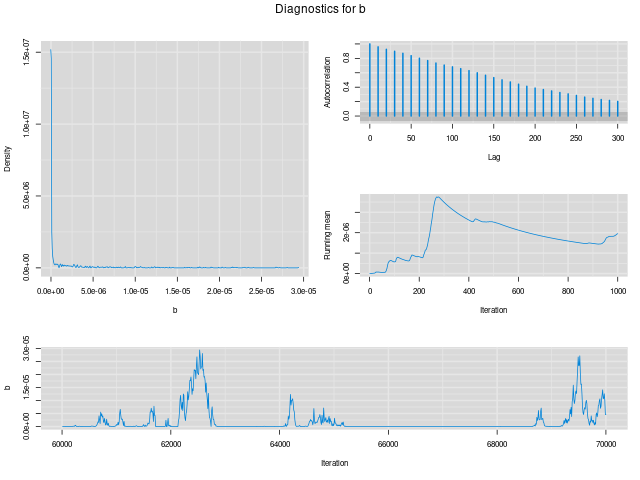 Diagnostics for b
Density
0.0e+00 5.0e-06 1.0e+07 1.5e+07
0.0e+00 5.0e-06 1.0e-05 1.5e-05 2.0e-05 2.5e-05 3.0e-05
b
Autocorrelation
0.0 0.4 0.8
0 50 100 150 200 250 300
Lag
Running mean
0e+00 2e-06
0 200 400 600 800 1000
Iteration
b
0.0e+00 1.5e-05 3.0e-05
60000 62000 64000 66000 68000 70000
Iteration